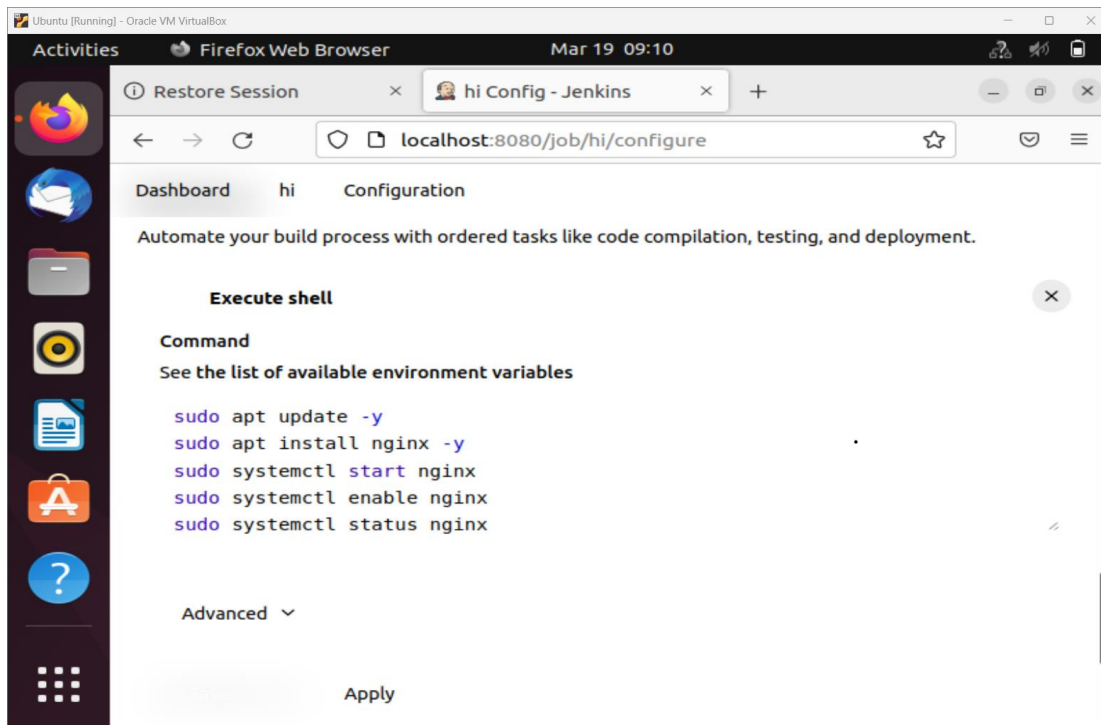 Ubuntu [Running] - Oracle VM VirtualBox
Activities Firefox Web Browser Mar 19 09:10
Restore Session hi Config - Jenkins
localhost:8080/job/hi/configure
Dashboard hi Configuration
Automate your build process with ordered tasks like code compilation, testing, and deployment.
Execute shell
Command
See the list of available environment variables
sudo apt update -y
sudo apt install nginx -y
sudo systemctl start nginx
sudo systemctl enable nginx
sudo systemctl status nginx
Advanced
Apply